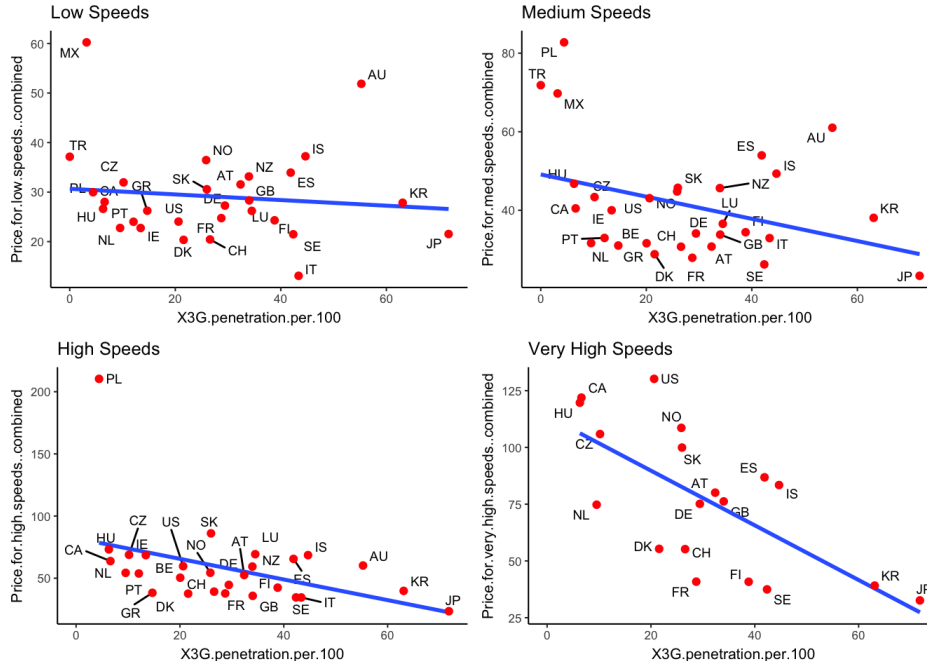 Low Speeds
Price.for.low.speeds..combined
60
50
40
30
20
MX
AU
TR
NO
IS
CZ
SK
AT
NZ
ES
PL
CA
GR
DE
GB
KR
HU
PT
FR
LU
FI
NL
IE
DK
CH
SE
JP
IT
0
20
40
60
X3G.penetration.per.100
Medium Speeds
Price.for.med.speeds..combined
80
60
40
20 
PL
TR
MX
AU
ES
IS
HU
CZ
SK
NZ
CA
IE
US
NO
LU
FI
KR
PT
BE
DE
GB
IT
NL
GR
DK
FR
AT
SE
JP
0
20
40
60
X3G.penetration.per.100
High Speeds
Price.for.high.speeds..combined
200
150
100
50
PL
CZ
US
SK
HU
IE
NO
AT
LU
IS
CA
NZ
AU
NL
BE
CH
DE
FI
ES
KR
PT
GR
DK
FR
GB
SE
IT
JP
0
20
40
60
X3G.penetration.per.100
Very High Speeds
Price.for.very.high.speeds..combined
125
100
75
50
25
US
CA
HU
NO
CZ
SK
ES
IS
AT
NL
DE
GB
DK
CH
FR
FI
SE
KR
JP
0
20
40
60
X3G.penetration.per.100